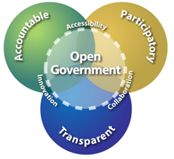 Accountable
Accessibility
Participatory
Open
Government
Innovation
Collaboration
Transparent